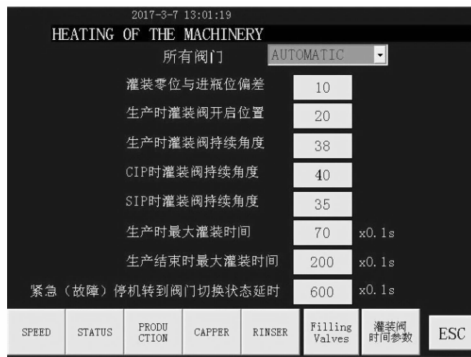 2017-3-7 13:01:19
HEATING OF THE MACHINERY
所有阀门 AUTOMATIC
灌装零位与进瓶位偏差 10
生产时灌装阀开启位置 20
生产时灌装阀持续角度 38
CIP时灌装阀持续角度 40
SIP时灌装阀持续角度 35
生产时最大灌装时间 70 x0.1s
生产结束时最大灌装时间 200 x0.1s
紧急（故障）停机转到阀门切换状态延时 600 x0.1s
SPEED STATUS PRODU CAPPER RINSER Filling 灌装阀 ESC
CTION Valves 时间参数